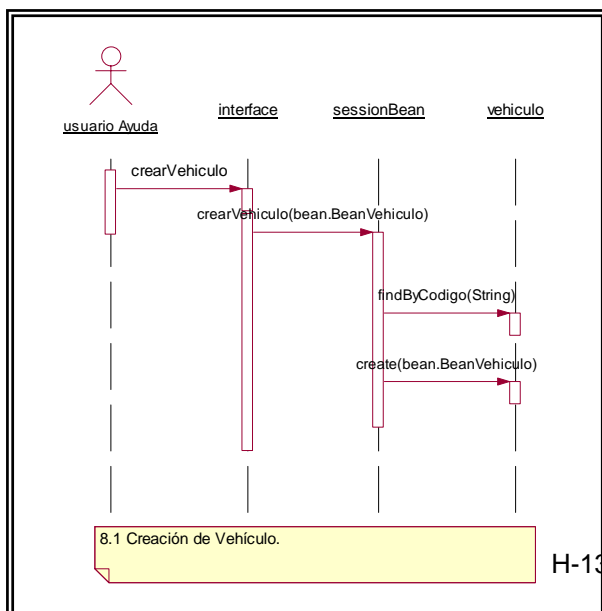 interface
sessionBean
vehiculo
usuario Ayuda
crearVehiculo
crearVehiculo(bean.BeanVehiculo)
findByCodigo(String)
create(bean.BeanVehiculo)
8.1 Creación de Vehículo.
H-13